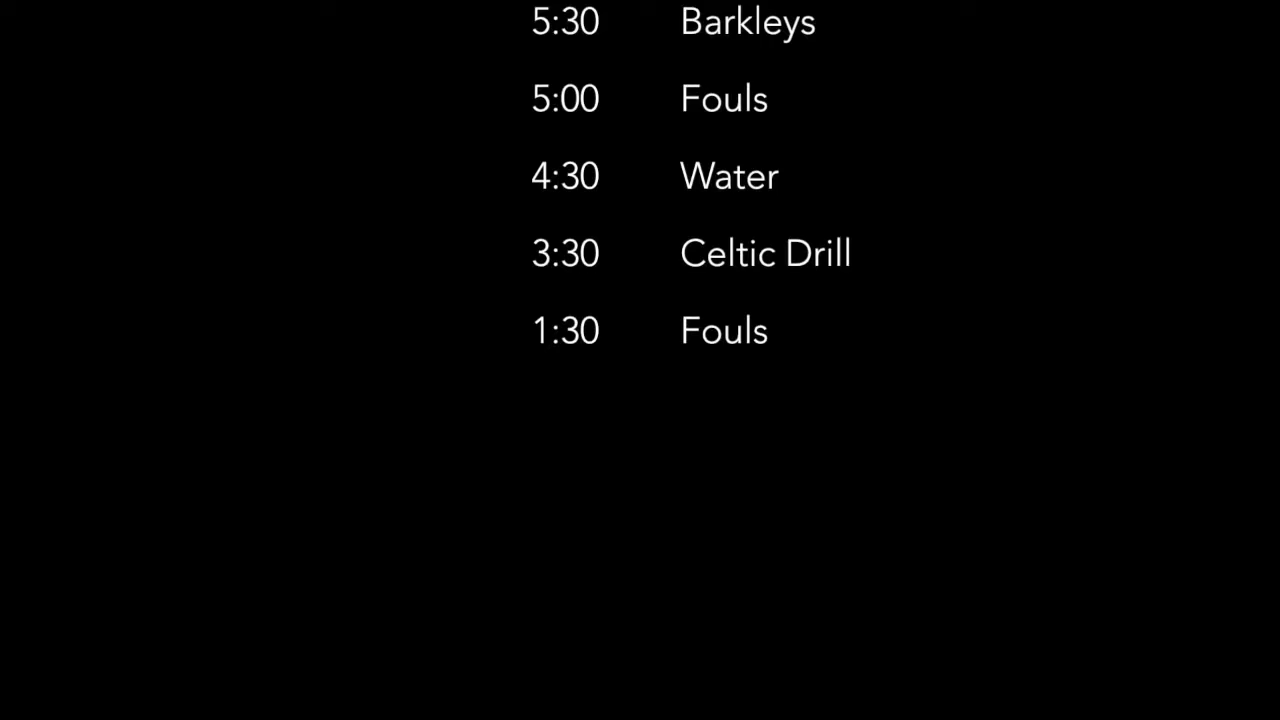 5:30 Barkleys
5:00 Fouls
4:30 Water
3:30 Celtic Drill
1:30 Fouls